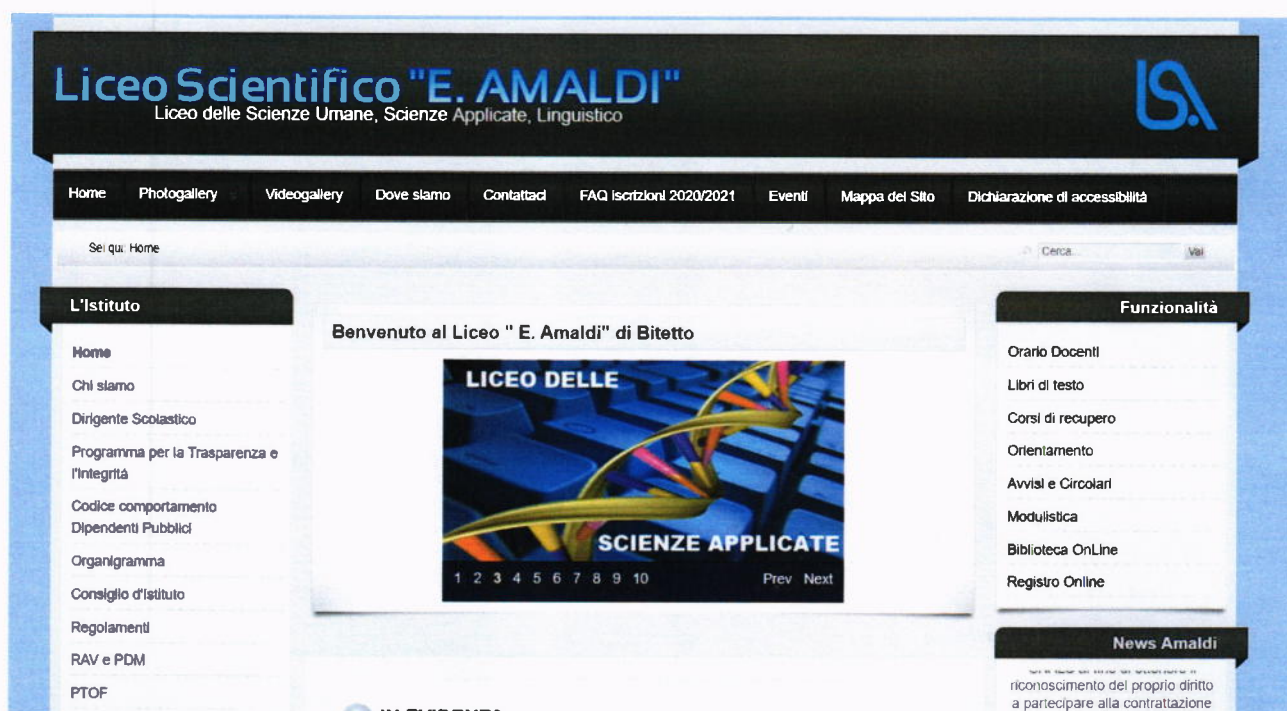 Liceo Scientifico "E. AMALDI"
Liceo delle Scienze Umane, Scienze Applicate, Linguistico
LSA
Home Photogallery Videogallery Dove siamo Contattaci FAQ iscrizioni 2020/2021 Eventi Mappa del Sito Dichiarazione di accessibilità
Sei qui: Home
Cerca... Vai
L'Istituto
Home
Chi siamo
Dirigente Scolastico
Programma per la Trasparenza e
l'Integrità
Codice comportamento
Dipendenti Pubblici
Organigramma
Consiglio d'Istituto
Regolamenti
RAV e PDM
PTOF
Benvenuto al Liceo " E. Amaldi" di Bitetto
LICEO DELLE
SCIENZE APPLICATE
1 2 3 4 5 6 7 8 9 10 Prev Next
Funzionalità
Orario Docenti
Libri di testo
Corsi di recupero
Orientamento
Avvisi e Circolari
Modulistica
Biblioteca OnLine
Registro Online
News Amaldi
riconoscimento del proprio diritto
a partecipare alla contrattazione